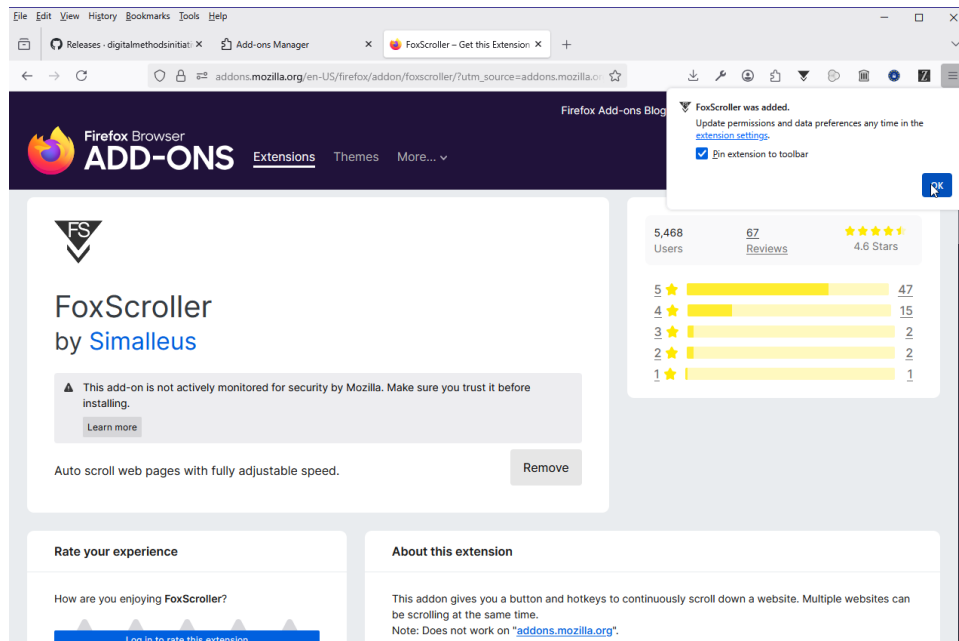 File Edit View History Bookmarks Tools Help
Releases · digitalmethodsinitiati
Add-ons Manager
FoxScroller – Get this Extension
addons.mozilla.org/en-US/firefox/addon/foxscroller/?utm_source=addons.mozilla.or
Firefox Add-ons Blog
FoxScroller was added.
Update permissions and data preferences any time in the
extension settings.
Pin extension to toolbar
OK
Firefox Browser
ADD-ONS
Extensions Themes More...
FS
FoxScroller
by Simalleus
This add-on is not actively monitored for security by Mozilla. Make sure you trust it before
installing.
Learn more
Auto scroll web pages with fully adjustable speed.
Remove
5,468 67
Users Reviews 4.6 Stars
5 47
4 15
3 2
2 2
1 1
Rate your experience
How are you enjoying FoxScroller?
Log in to rate this extension
About this extension
This addon gives you a button and hotkeys to continuously scroll down a website. Multiple websites can
be scrolling at the same time.
Note: Does not work on "addons.mozilla.org".